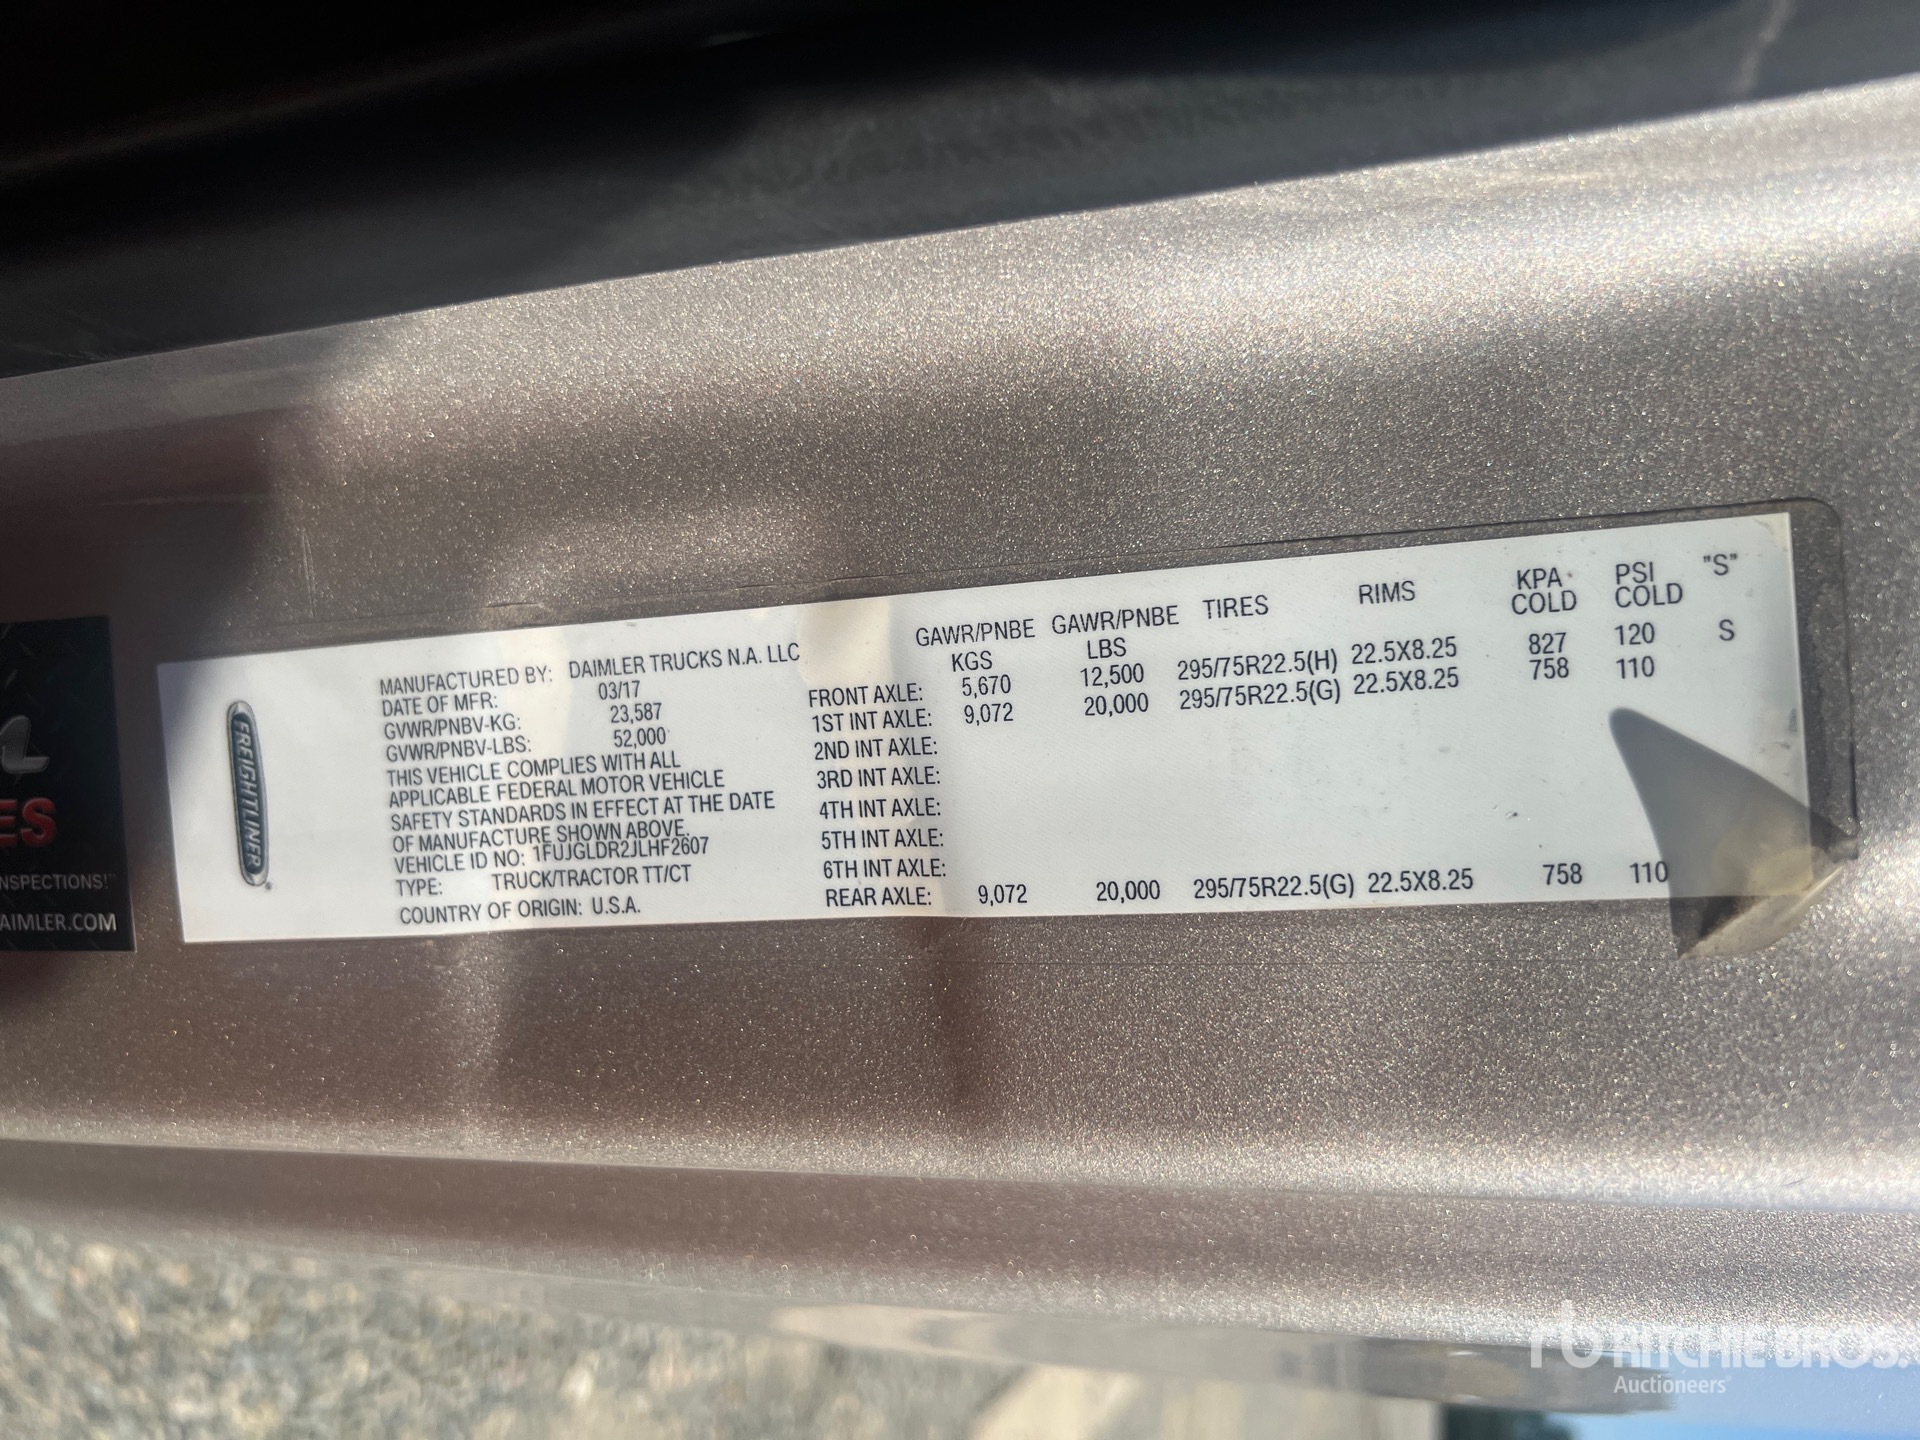 FREIGHTLINER
MANUFACTURED BY: DAIMLER TRUCKS N.A. LLC
DATE OF MFR: 03/17
GVWR/PNBV-KG: 23,587
GVWR/PNBV-LBS: 52,000
THIS VEHICLE COMPLIES WITH ALL
APPLICABLE FEDERAL MOTOR VEHICLE
SAFETY STANDARDS IN EFFECT AT THE DATE
OF MANUFACTURE SHOWN ABOVE.
VEHICLE ID NO: 1FUJGLDR2JLHF2607
TYPE: TRUCK/TRACTOR TT/CT
COUNTRY OF ORIGIN: U.S.A.
GAWR/PNBE KGS GAWR/PNBE LBS TIRES RIMS KPA COLD PSI COLD "S"
FRONT AXLE: 5,670 12,500 295/75R22.5(H) 22.5X8.25 827 120 S
1ST INT AXLE: 9,072 20,000 295/75R22.5(G) 22.5X8.25 758 110
2ND INT AXLE:
3RD INT AXLE:
4TH INT AXLE:
5TH INT AXLE:
6TH INT AXLE:
REAR AXLE: 9,072 20,000 295/75R22.5(G) 22.5X8.25 758 110
ES
NSPECTIONS!
AIMLER.COM
rb RITCHIE BROS.
Auctioneers